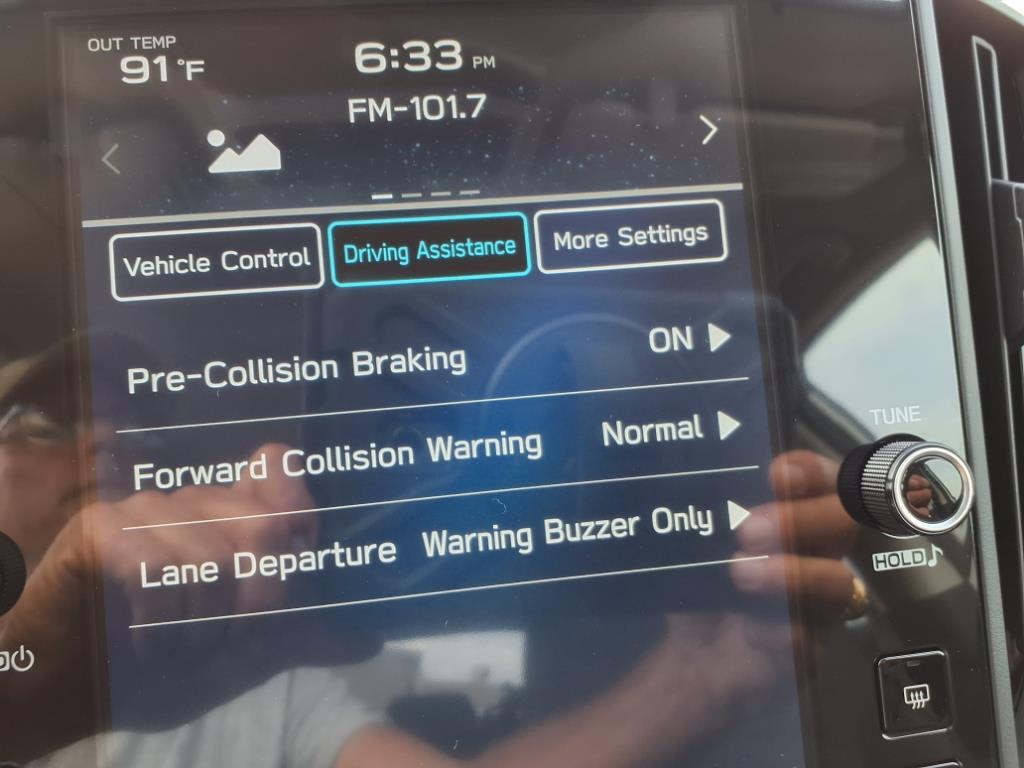 OUT TEMP
91°F
6:33 PM
FM-101.7
Vehicle Control
Driving Assistance
More Settings
Pre-Collision Braking ON
Forward Collision Warning Normal
Lane Departure Warning Buzzer Only
TUNE
HOLD